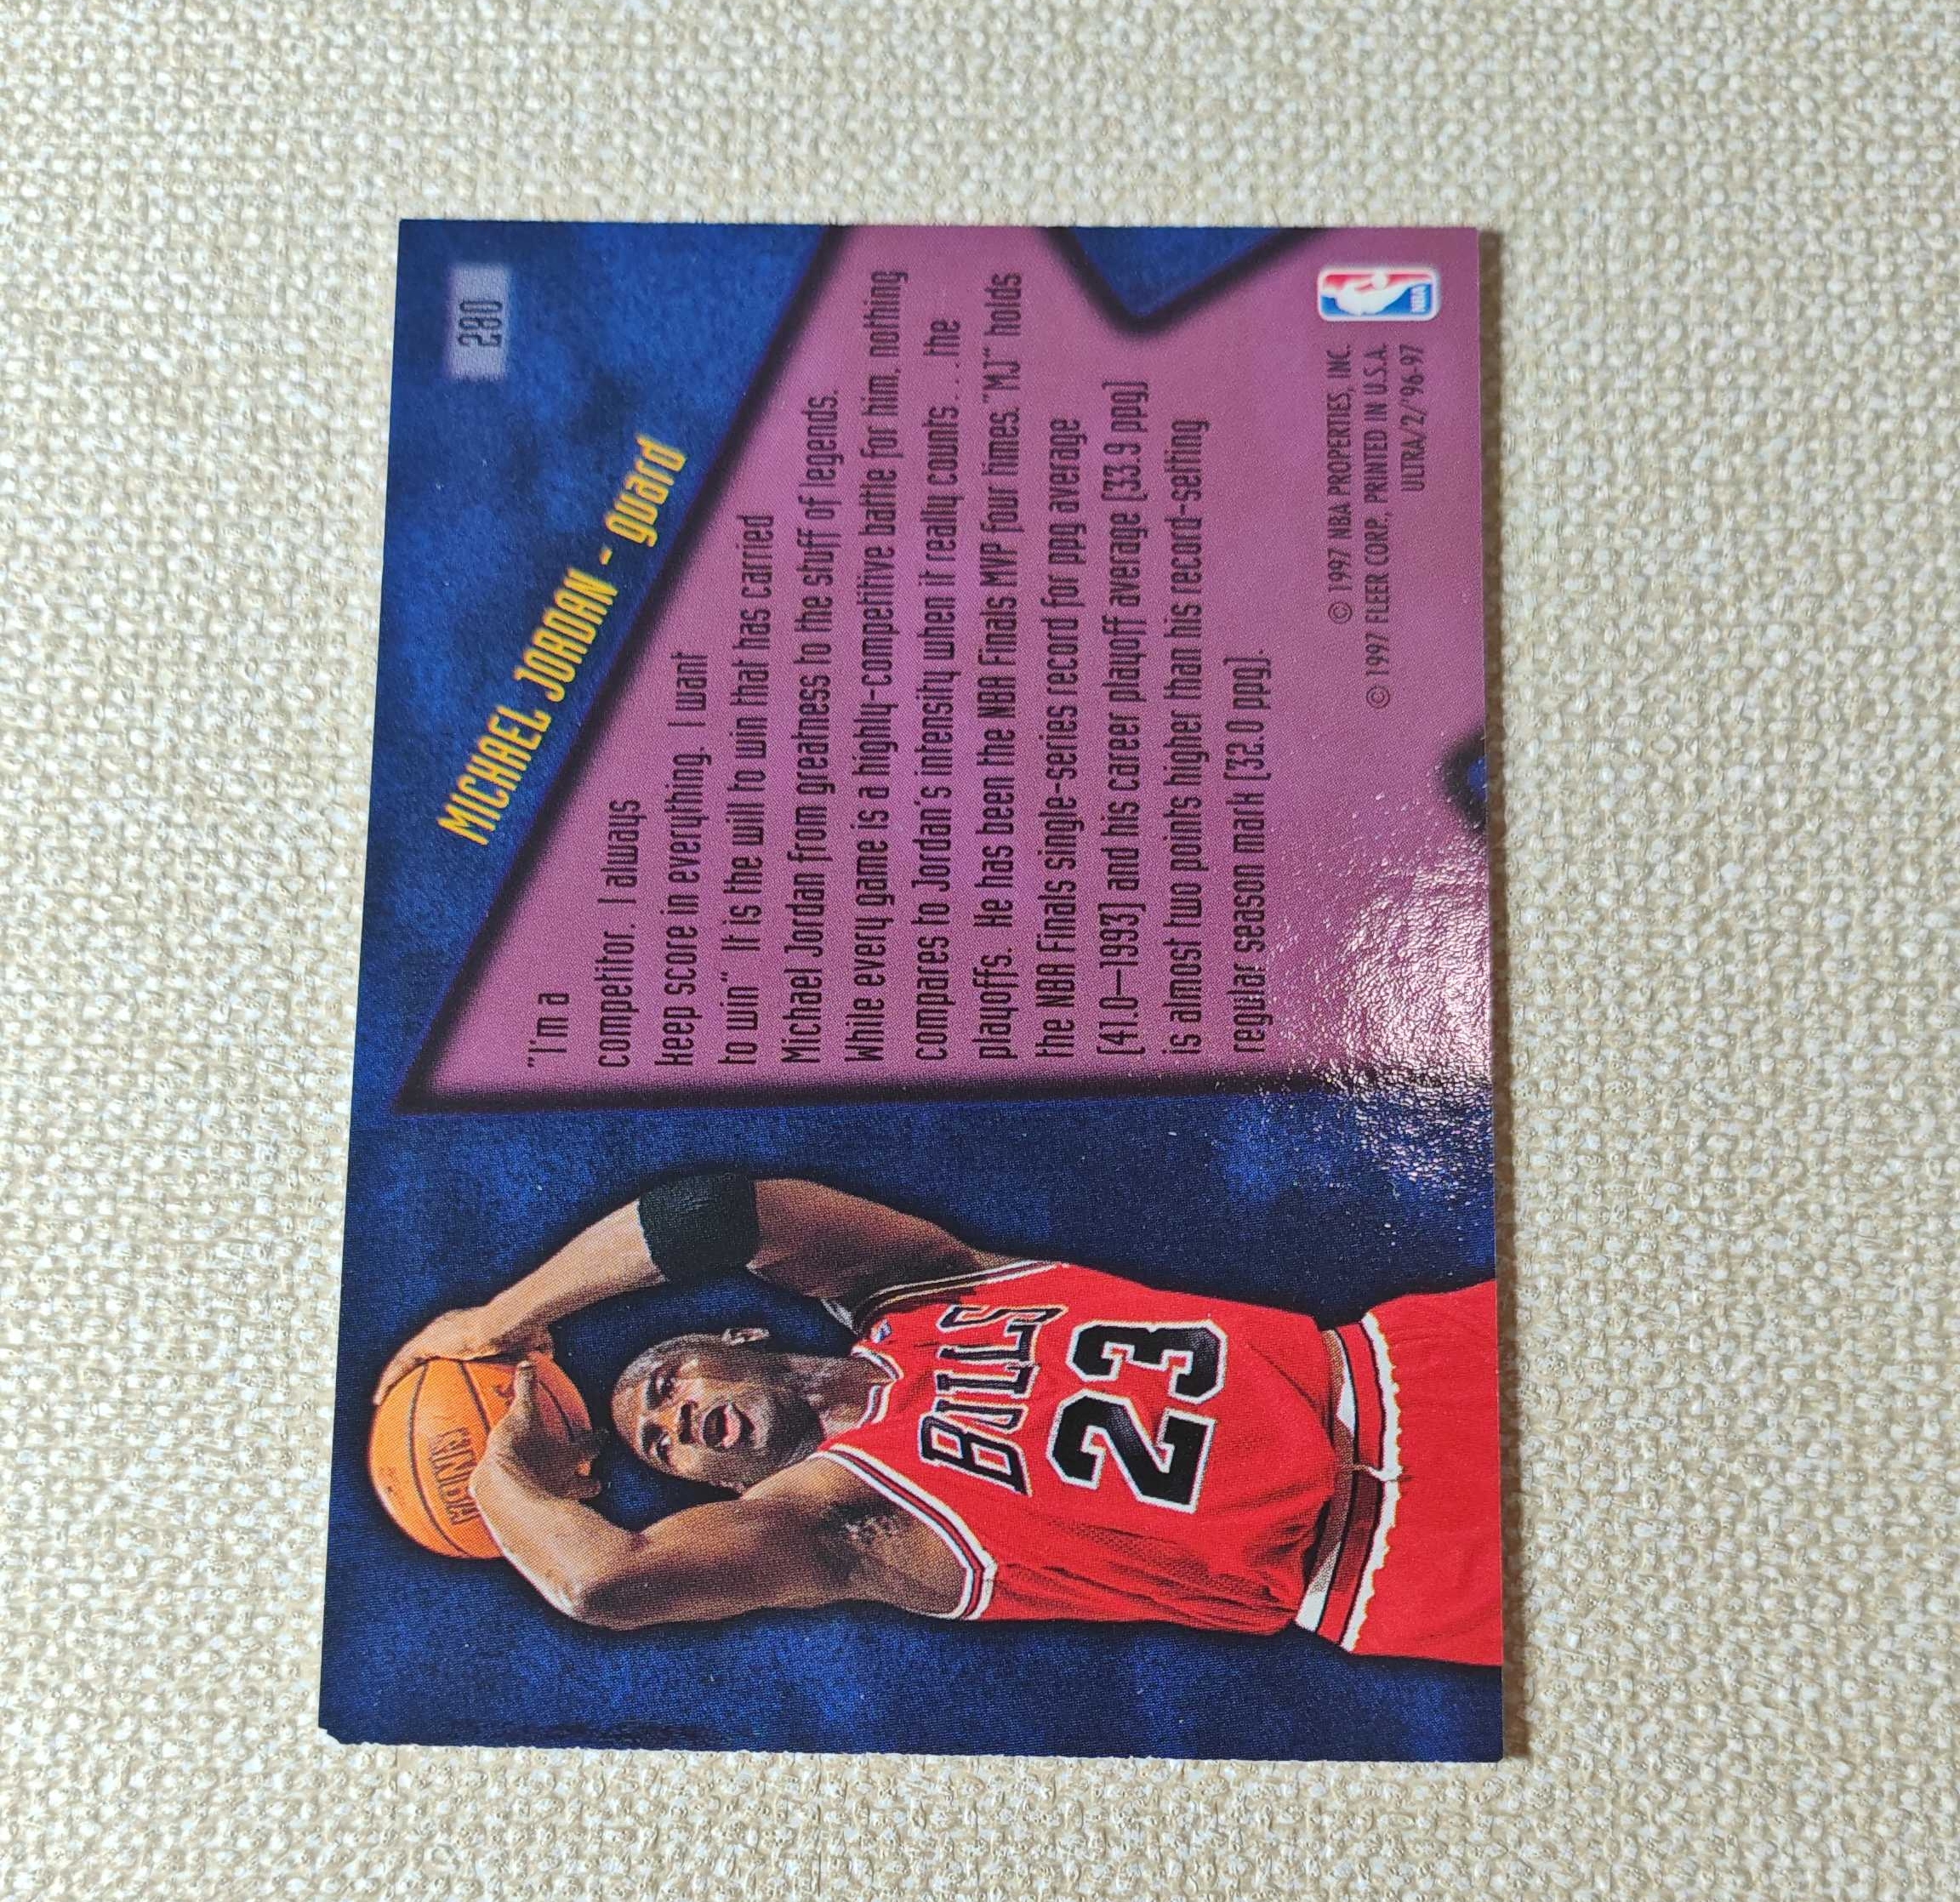 280
MICHAEL JORDAN - guard
"I'm a
competitor. I always
keep score in everything. I want
to win" It is the will to win that has carried
Michael Jordan from greatness to the stuff of legends.
While every game is a highly-competitive battle for him, nothing
compares to Jordan's intensity when it really counts. . .the
playoffs. He has been the NBA Finals MVP four times. "MJ" holds
the NBA Finals single-series record for ppg average
[41.0—1993] and his career playoff average [33.9 ppg]
is almost two points higher than his record-setting
regular season mark [32.0 ppg].
© 1997 NBA PROPERTIES, INC.
© 1997 FLEER CORP., PRINTED IN U.S.A.
ULTRA/2/'96-97
NBA
BULLS
23